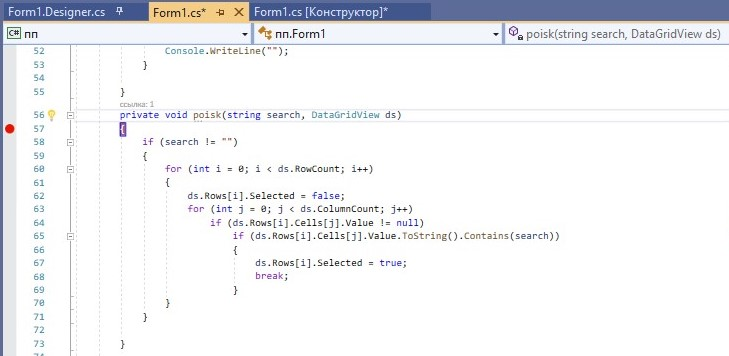 Form1.Designer.cs
Form1.cs*
Form1.cs [Конструктор]*
C# пп
пп.Form1
poisk(string search, DataGridView ds)
52 Console.WriteLine("");
53 }
54
55 }
ссылка: 1
56 private void poisk(string search, DataGridView ds)
57 {
58 if (search != "")
59 {
60 for (int i = 0; i < ds.RowCount; i++)
61 {
62 ds.Rows[i].Selected = false;
63 for (int j = 0; j < ds.ColumnCount; j++)
64 if (ds.Rows[i].Cells[j].Value != null)
65 if (ds.Rows[i].Cells[j].Value.ToString().Contains(search))
66 {
67 ds.Rows[i].Selected = true;
68 break;
69 }
70 }
71 }
72
73 }
74